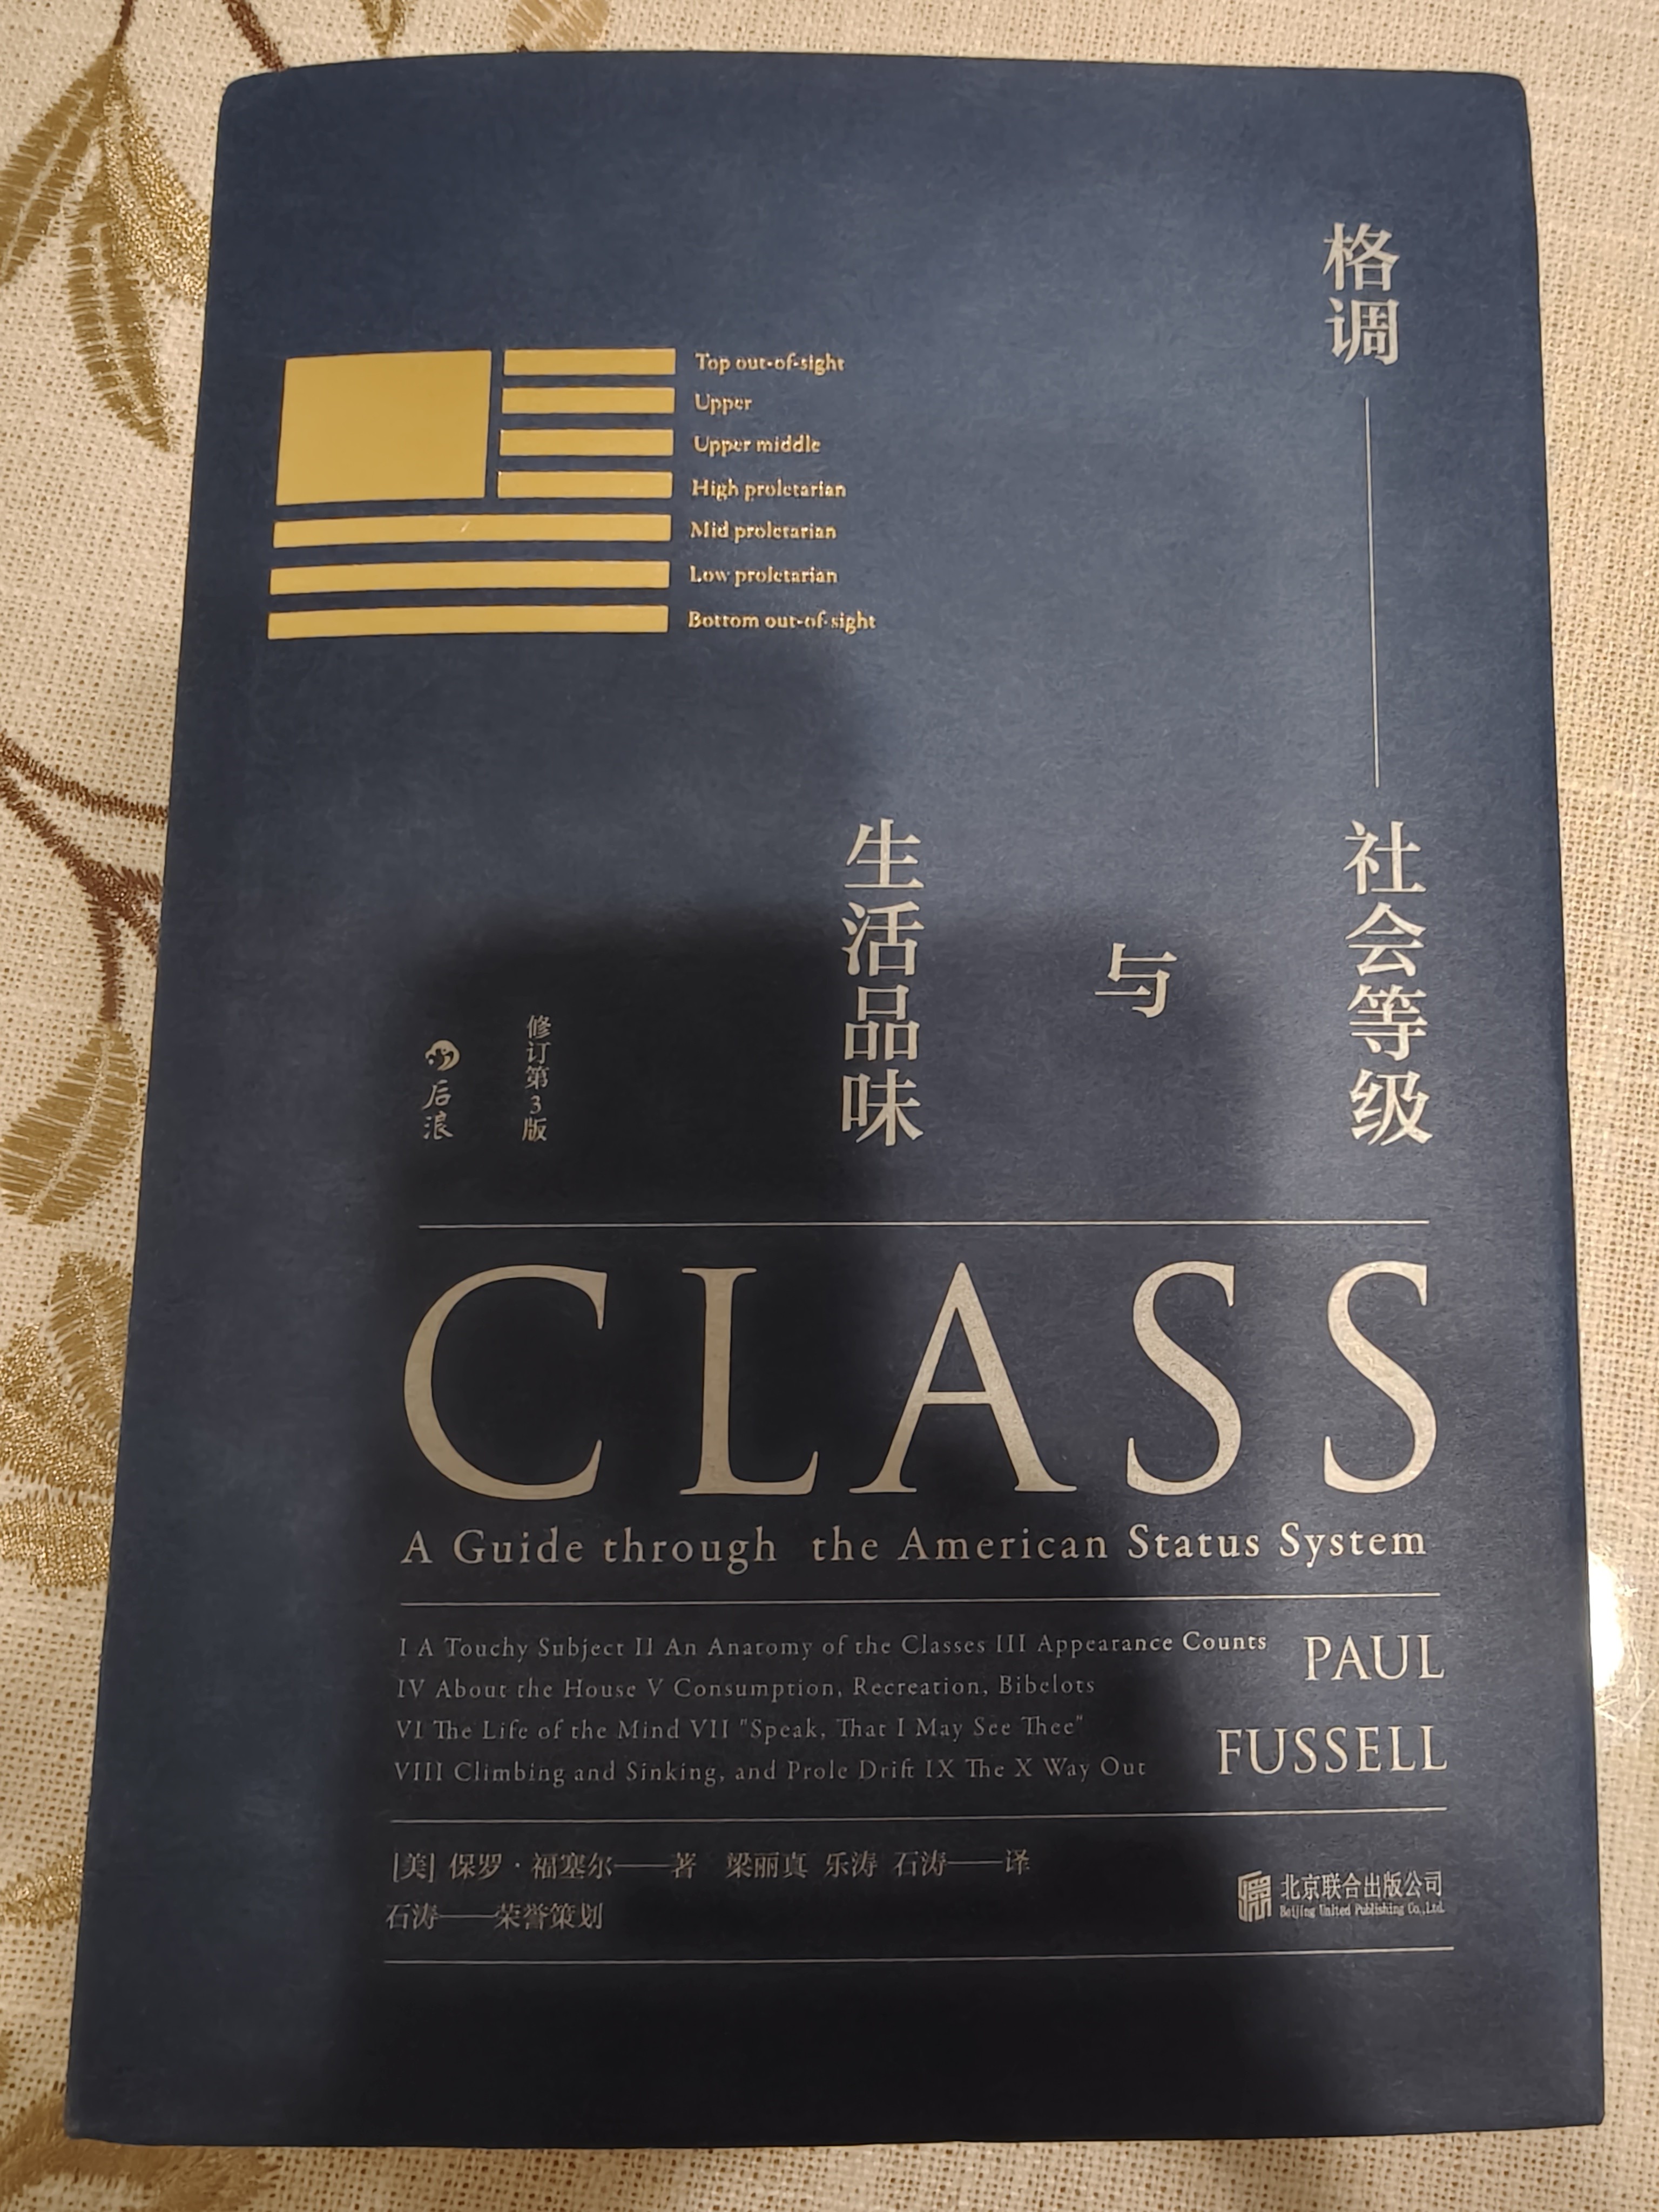 格调
社会等级
与
生活品味
修订第3版
后浪
Top out-of-sight
Upper
Upper middle
High proletarian
Mid proletarian
Low proletarian
Bottom out-of-sight
CLASS
A Guide through the American Status System
I A Touchy Subject II An Anatomy of the Classes III Appearance Counts
IV About the House V Consumption, Recreation, Bibelots
VI The Life of the Mind VII "Speak, That I May See Thee"
VIII Climbing and Sinking, and Prole Drift IX The X Way Out
PAUL
FUSSELL
[美] 保罗·福塞尔——著 梁丽真 乐涛 石涛——译
石涛——荣誉策划
北京联合出版公司
Beijing United Publishing Co.,Ltd.